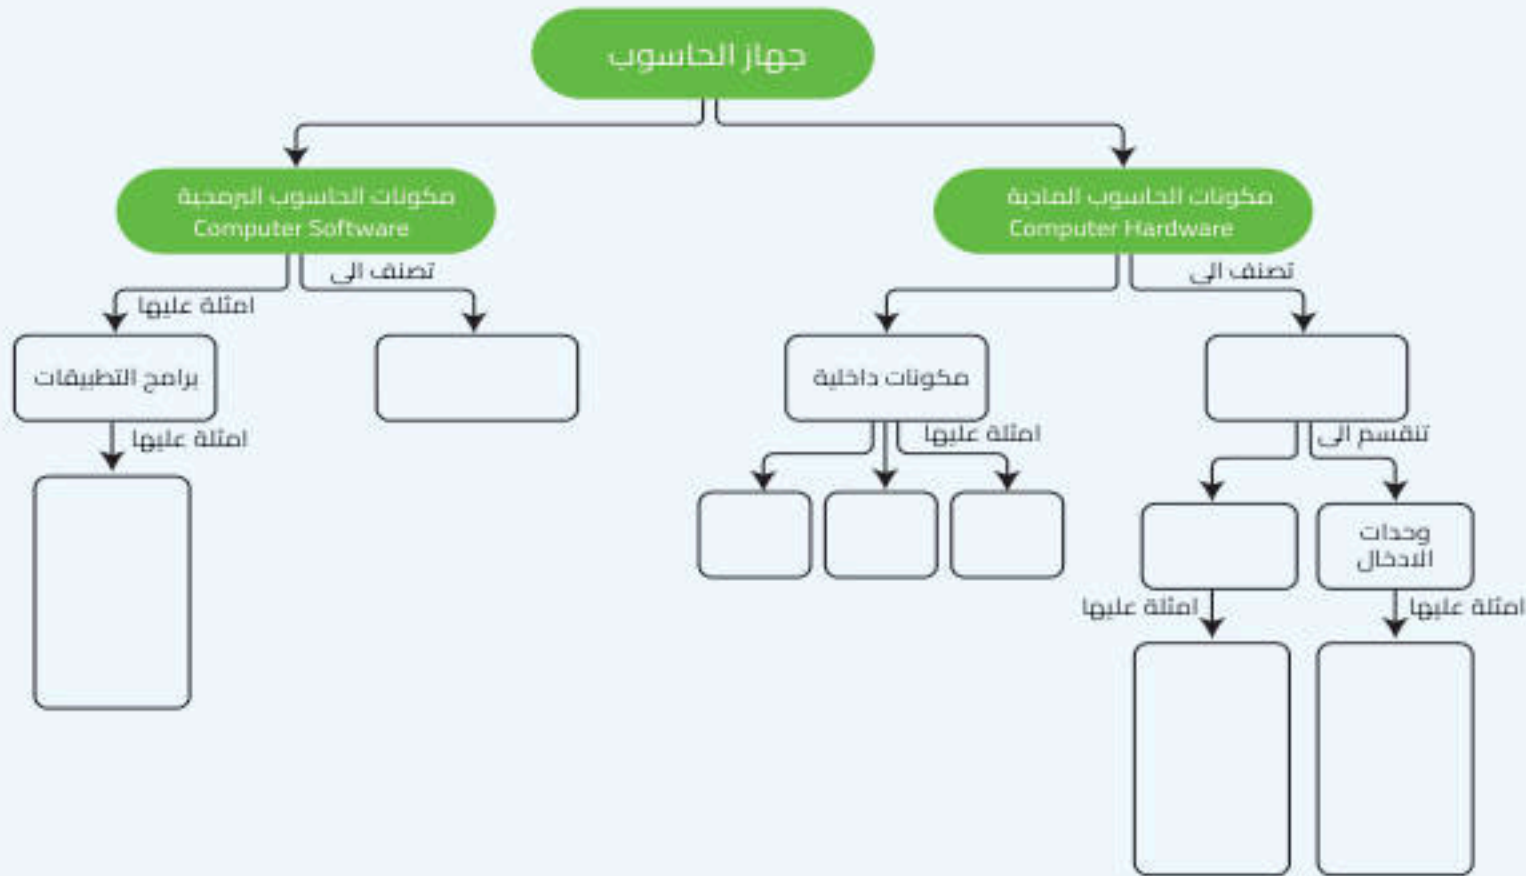 جهاز الحاسوب
مكونات الحاسوب المادية
Computer Hardware
مكونات الحاسوب البرمجية
Computer Software
تصنف الى
تصنف الى
امثلة عليها
مكونات داخلية
برامج التطبيقات
تنقسم الى
امثلة عليها
امثلة عليها
وحدات
الادخال
امثلة عليها
امثلة عليها